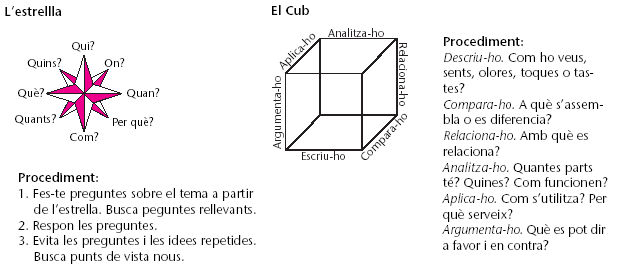 L'estrellla
Qui?
Quins?
On?
Què?
Quan?
Quants?
Per què?
Com?
Procediment:
1. Fes-te preguntes sobre el tema a partir
de l'estrella. Busca peguntes rellevants.
2. Respon les preguntes.
3. Evita les preguntes i les idees repetides.
Busca punts de vista nous.
El Cub
Analitza-ho
Aplica-ho
Relaciona-ho
Argumenta-ho
Compara-ho
Escriu-ho
Procediment:
Descriu-ho. Com ho veus,
sents, olores, toques o tas-
tes?
Compara-ho. A què s'assem-
bla o es diferencia?
Relaciona-ho. Amb què es
relaciona?
Analitza-ho. Quantes parts
té? Quines? Com funcionen?
Aplica-ho. Com s'utilitza? Per
què serveix?
Argumenta-ho. Què es pot dir
a favor i en contra?